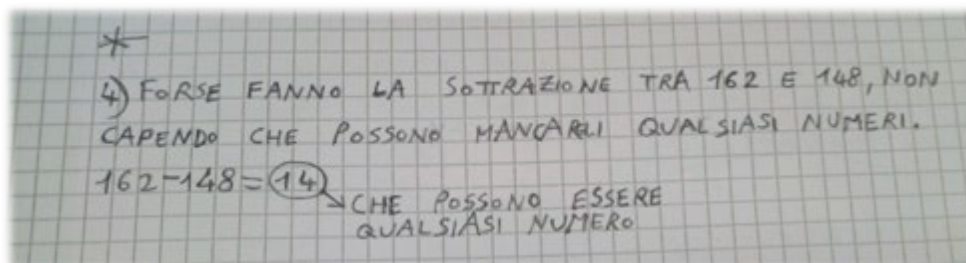 *
4) FORSE FANNO LA SOTTRAZIONE TRA 162 E 148, NON
CAPENDO CHE POSSONO MANCARGLI QUALSIASI NUMERI.
162-148=14
CHE POSSONO ESSERE
QUALSIASI NUMERO